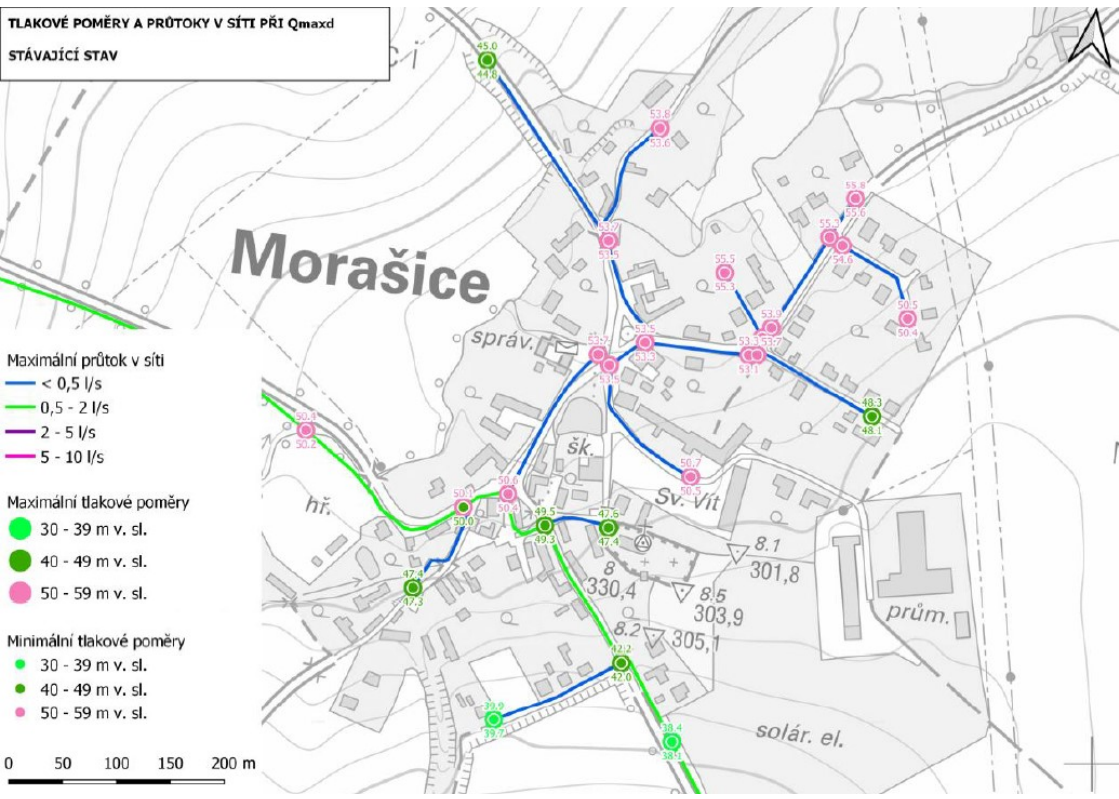 TLAKOVÉ POMĚRY A PRŮTOKY V SÍTI PŘI Qmaxd
STÁVAJÍCÍ STAV
45.0
44.8
53.8
53.6
Morašice
55.8
55.6
55.3
54.6
55.5
55.3
50.5
50.4
53.9
53.7
53.5
53.3
53.1
53.7
53.5
správ.
48.3
48.1
Maximální průtok v síti
< 0,5 l/s
0,5 - 2 l/s
2 - 5 l/s
5 - 10 l/s
50.4
50.2
šk.
50.7
50.5
Sv. Vít
hř.
50.1
50.0
50.6
50.4
49.5
49.3
47.6
47.4
Maximální tlakové poměry
30 - 39 m v. sl.
40 - 49 m v. sl.
50 - 59 m v. sl.
8.1
301,8
8
330,4
47.4
47.3
8.5
303,9
prům.
8.2
305,1
42.2
42.0
Minimální tlakové poměry
30 - 39 m v. sl.
40 - 49 m v. sl.
50 - 59 m v. sl.
39.9
39.7
38.4
38.1
solár. el.
0 50 100 150 200 m